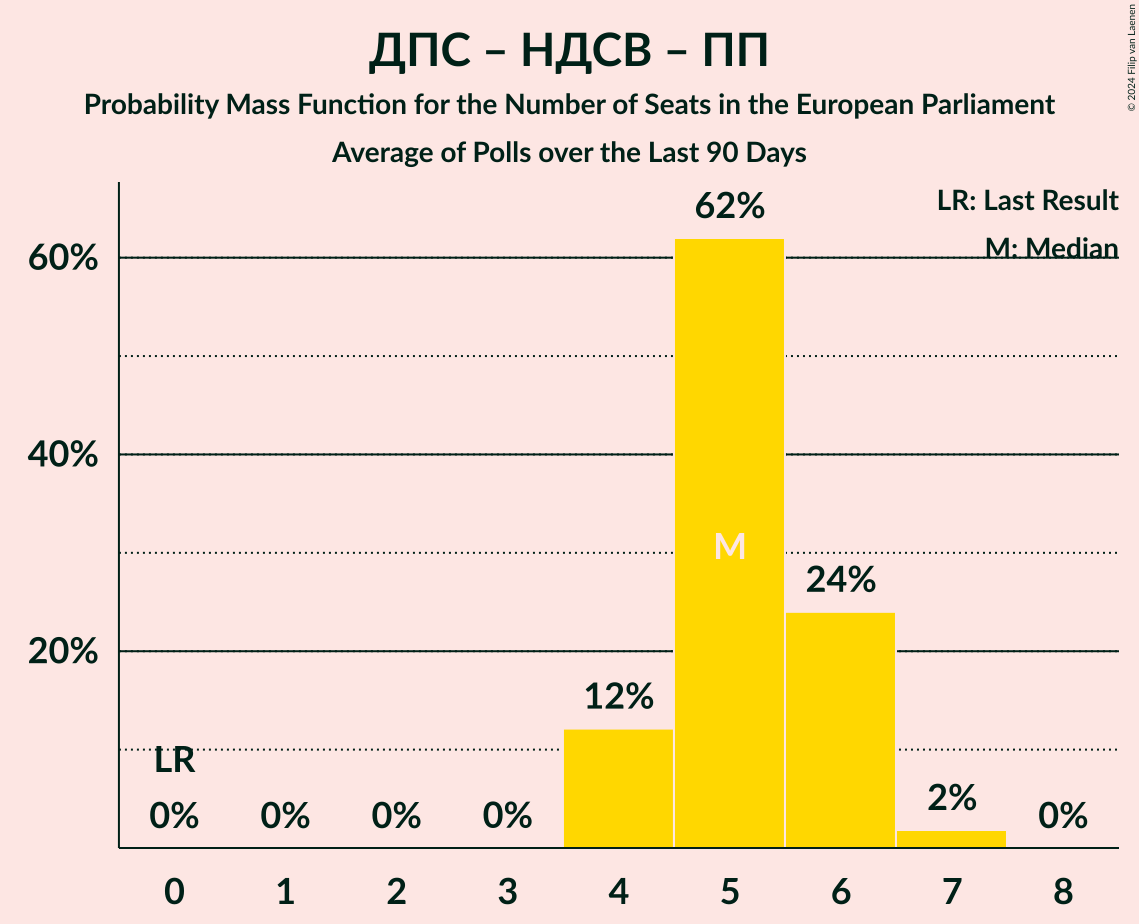 ДПС – НДСВ – ПП
Probability Mass Function for the Number of Seats in the European Parliament
Average of Polls over the Last 90 Days
© 2024 Filip van Laenen
LR: Last Result
M: Median
62%
60%
40%
M
24%
20%
12%
LR
0% 0% 0% 0% 2% 0%
0 1 2 3 4 5 6 7 8